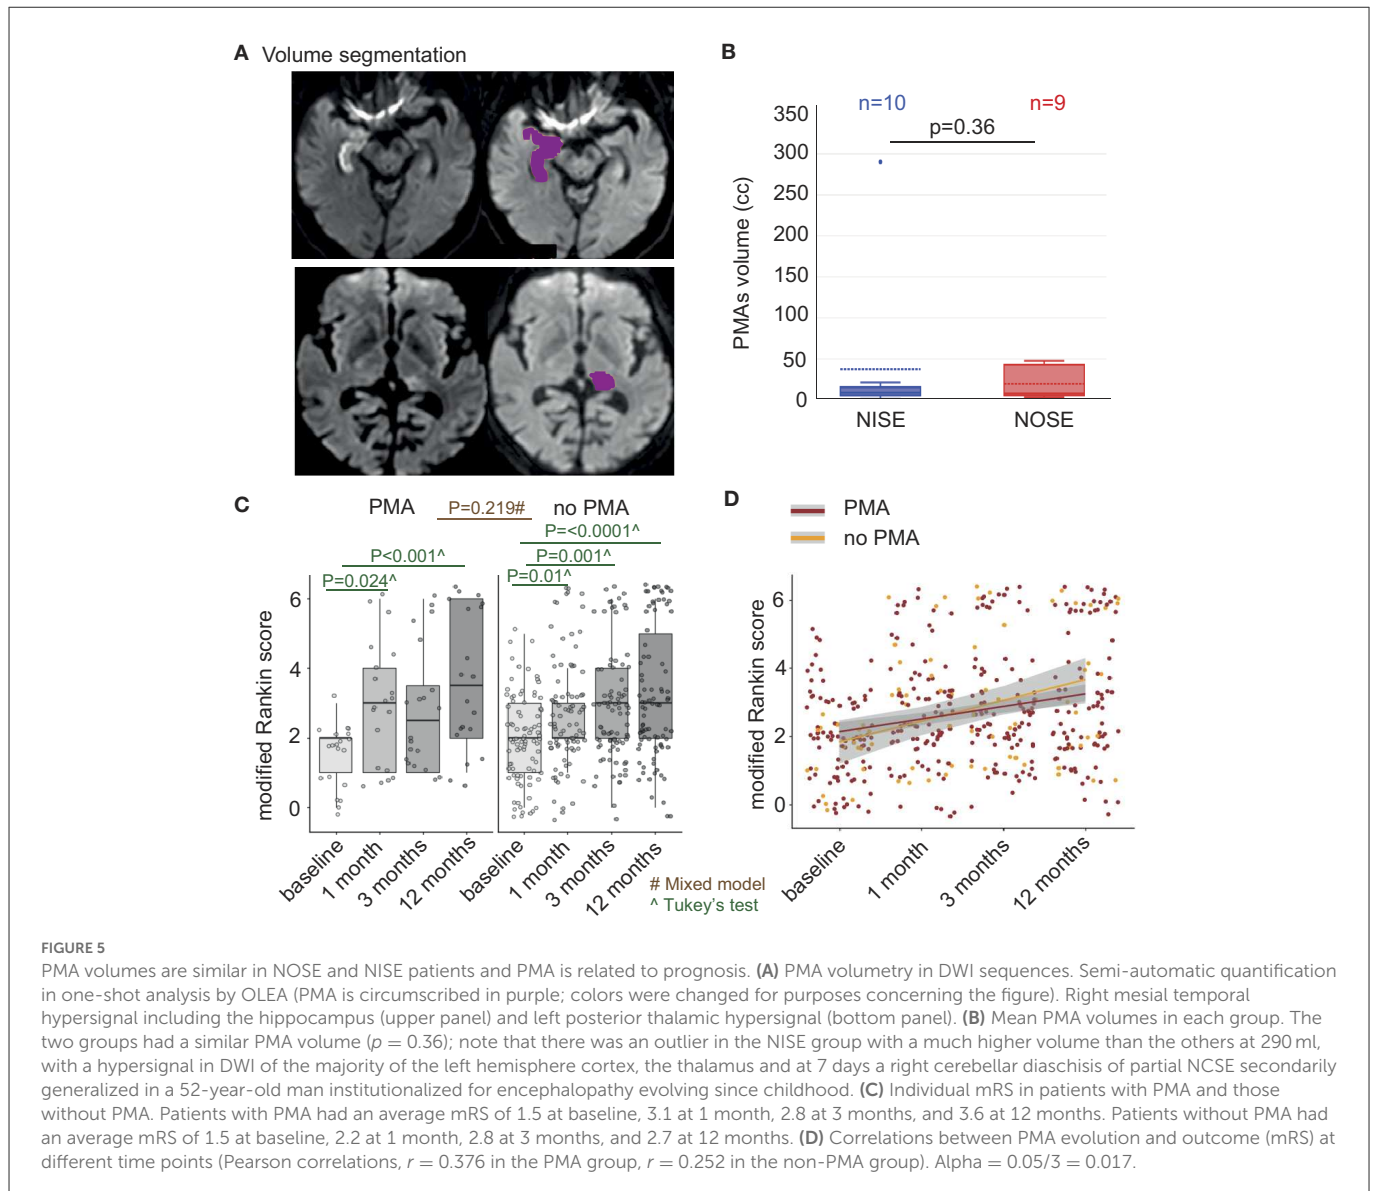 A Volume segmentation
B
n=10
n=9
p=0.36
350
300
250
200
150
100
50
0
PMAs volume (cc)
NISE
NOSE
C
PMA
P=0.219#
no PMA
P=<0.0001^
P<0.001^
P=0.001^
P=0.024^
P=0.01^
6
4
2
0
modified Rankin score
baseline
1 month
3 months
12 months
baseline
1 month
3 months
12 months
# Mixed model
^ Tukey's test
D
PMA
no PMA
6
4
2
0
modified Rankin score
baseline
1 month
3 months
12 months
FIGURE 5
PMA volumes are similar in NOSE and NISE patients and PMA is related to prognosis. (A) PMA volumetry in DWI sequences. Semi-automatic quantification
in one-shot analysis by OLEA (PMA is circumscribed in purple; colors were changed for purposes concerning the figure). Right mesial temporal
hypersignal including the hippocampus (upper panel) and left posterior thalamic hypersignal (bottom panel). (B) Mean PMA volumes in each group. The
two groups had a similar PMA volume (p = 0.36); note that there was an outlier in the NISE group with a much higher volume than the others at 290 ml,
with a hypersignal in DWI of the majority of the left hemisphere cortex, the thalamus and at 7 days a right cerebellar diaschisis of partial NCSE secondarily
generalized in a 52-year-old man institutionalized for encephalopathy evolving since childhood. (C) Individual mRS in patients with PMA and those
without PMA. Patients with PMA had an average mRS of 1.5 at baseline, 3.1 at 1 month, 2.8 at 3 months, and 3.6 at 12 months. Patients without PMA had
an average mRS of 1.5 at baseline, 2.2 at 1 month, 2.8 at 3 months, and 2.7 at 12 months. (D) Correlations between PMA evolution and outcome (mRS) at
different time points (Pearson correlations, r = 0.376 in the PMA group, r = 0.252 in the non-PMA group). Alpha = 0.05/3 = 0.017.